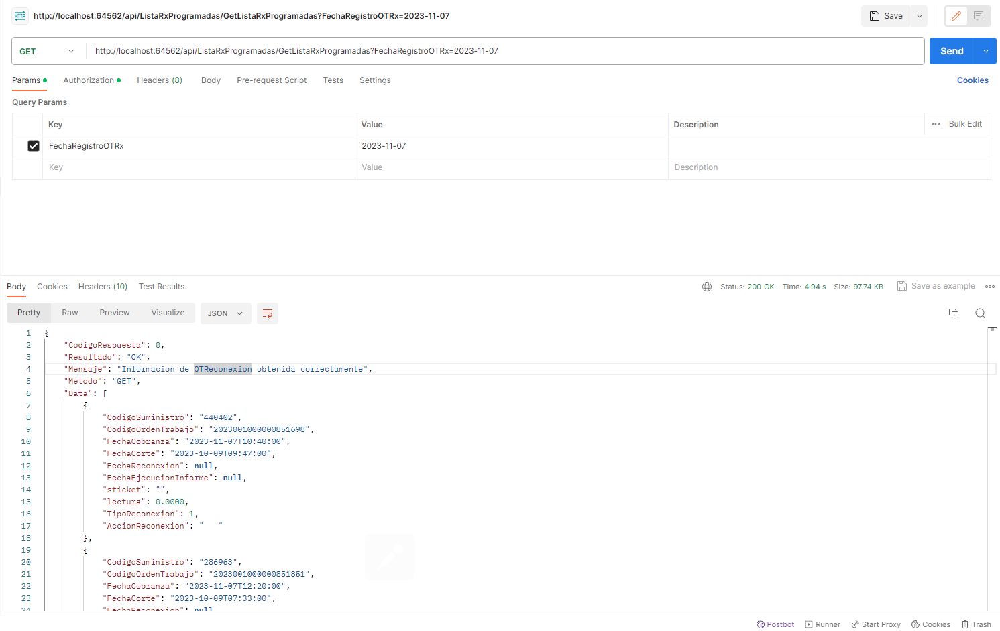 HTTP http://localhost:64562/api/ListaRxProgramadas/GetListaRxProgramadas?FechaRegistroOTRx=2023-11-07 Save
GET http://localhost:64562/api/ListaRxProgramadas/GetListaRxProgramadas?FechaRegistroOTRx=2023-11-07 Send
Params Authorization Headers (8) Body Pre-request Script Tests Settings Cookies
Query Params
Key Value Description Bulk Edit
FechaRegistroOTRx 2023-11-07
Key Value Description
Body Cookies Headers (10) Test Results Status: 200 OK Time: 4.94 s Size: 97.74 KB Save as example
Pretty Raw Preview Visualize JSON
1 {
2 "CodigoRespuesta": 0,
3 "Resultado": "OK",
4 "Mensaje": "Informacion de OTReconexion obtenida correctamente",
5 "Metodo": "GET",
6 "Data": [
7 {
8 "CodigoSuministro": "440402",
9 "CodigoOrdenTrabajo": "2023001000000851698",
10 "FechaCobranza": "2023-11-07T10:40:00",
11 "FechaCorte": "2023-10-09T09:47:00",
12 "FechaReconexion": null,
13 "FechaEjecucionInforme": null,
14 "sticket": "",
15 "lectura": 0.0000,
16 "TipoReconexion": 1,
17 "AccionReconexion": "   "
18 },
19 {
20 "CodigoSuministro": "286963",
21 "CodigoOrdenTrabajo": "2023001000000851851",
22 "FechaCobranza": "2023-11-07T12:20:00",
23 "FechaCorte": "2023-10-09T07:33:00",
24 "FechaReconexion": null
Postbot Runner Start Proxy Cookies Trash